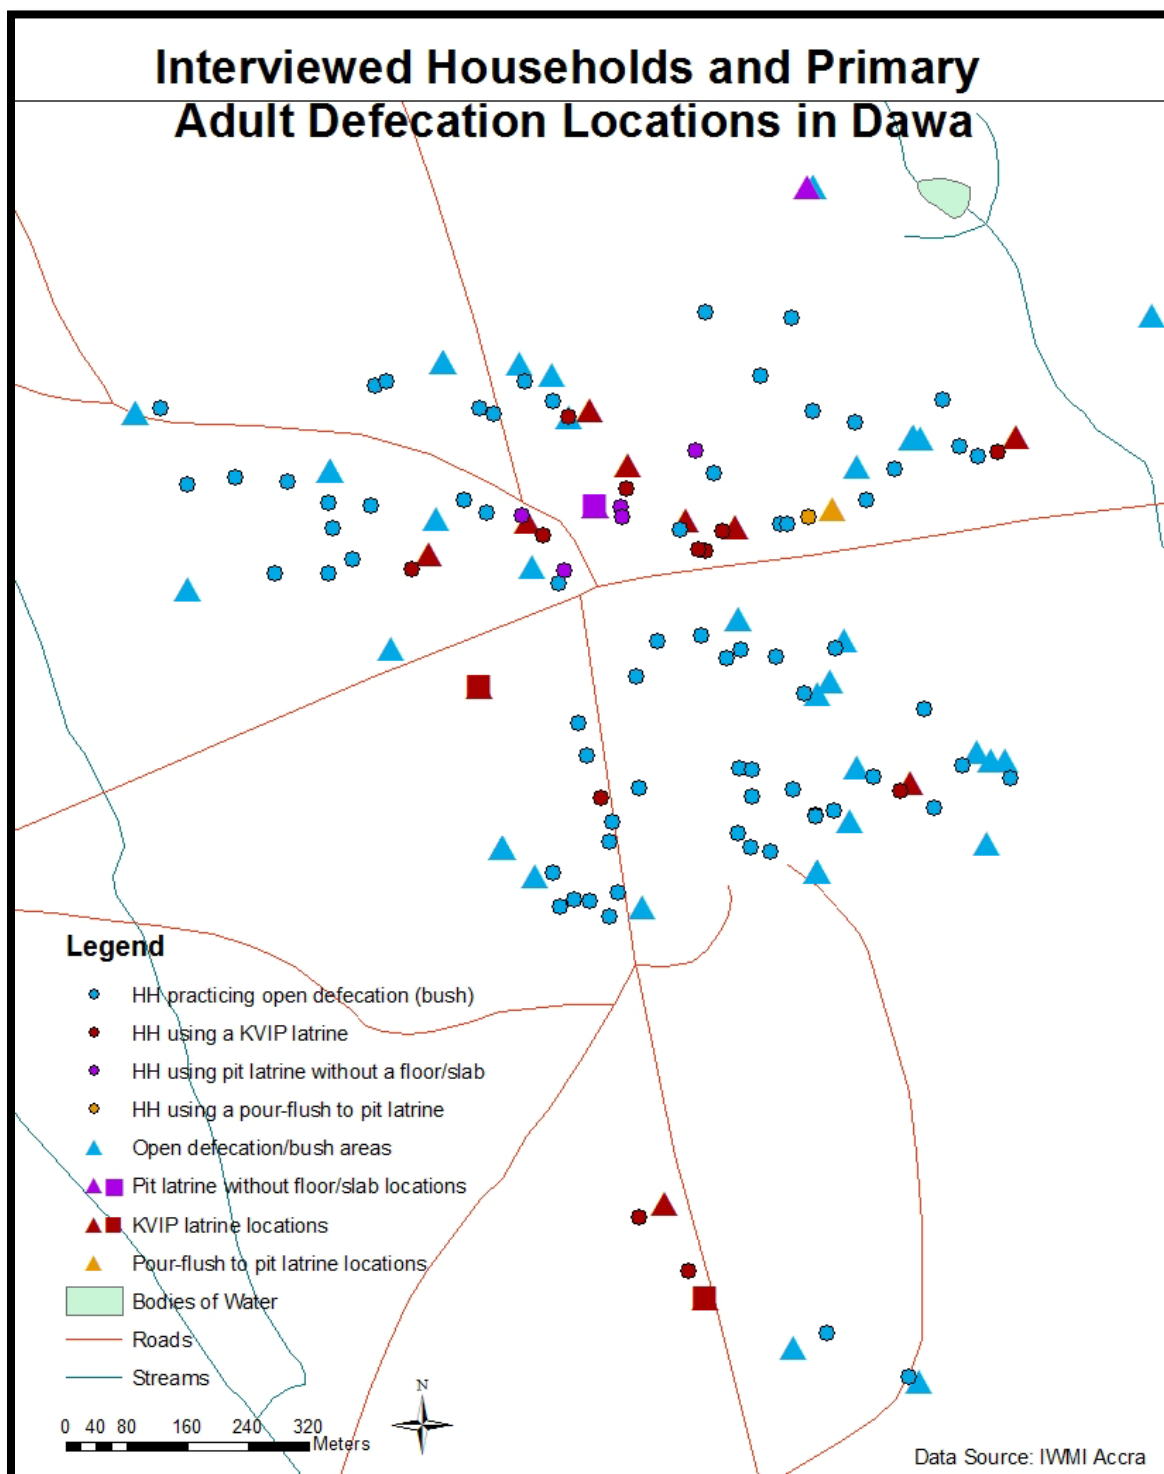 Interviewed Households and Primary
Adult Defecation Locations in Dawa
Legend
HH practicing open defecation (bush)
HH using a KVIP latrine
HH using pit latrine without a floor/slab
HH using a pour-flush to pit latrine
Open defecation/bush areas
Pit latrine without floor/slab locations
KVIP latrine locations
Pour-flush to pit latrine locations
Bodies of Water
Roads
Streams
N
0 40 80 160 240 320
Meters
Data Source: IWMI Accra